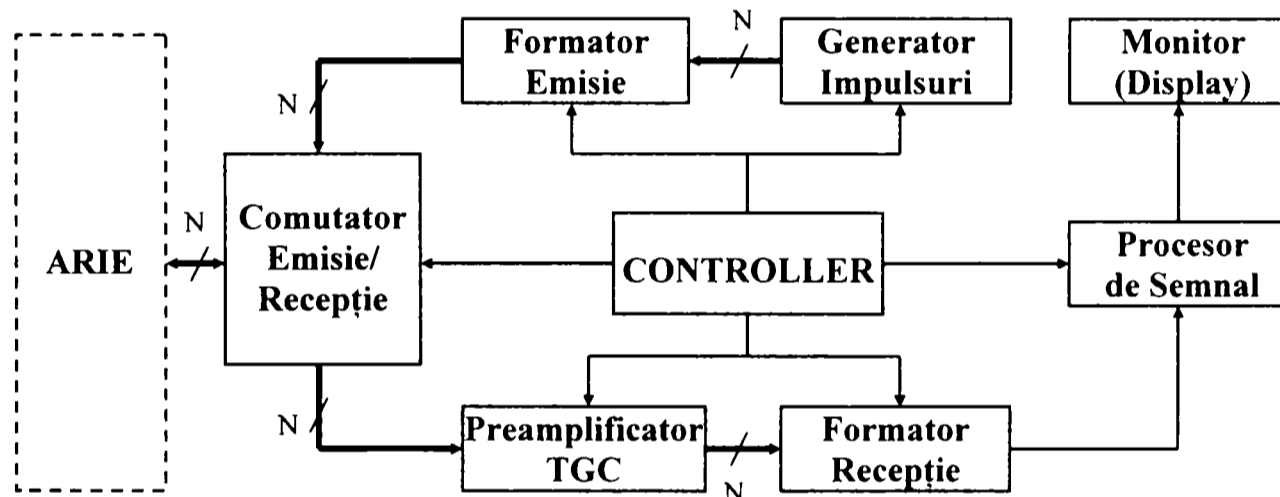 N
Formator
Emisie
Generator
Impulsuri
Monitor
(Display)
N
N
ARIE
Comutator
Emisie/
Recepție
CONTROLLER
Procesor
de Semnal
N
Preamplificator
TGC
Formator
Recepție
N